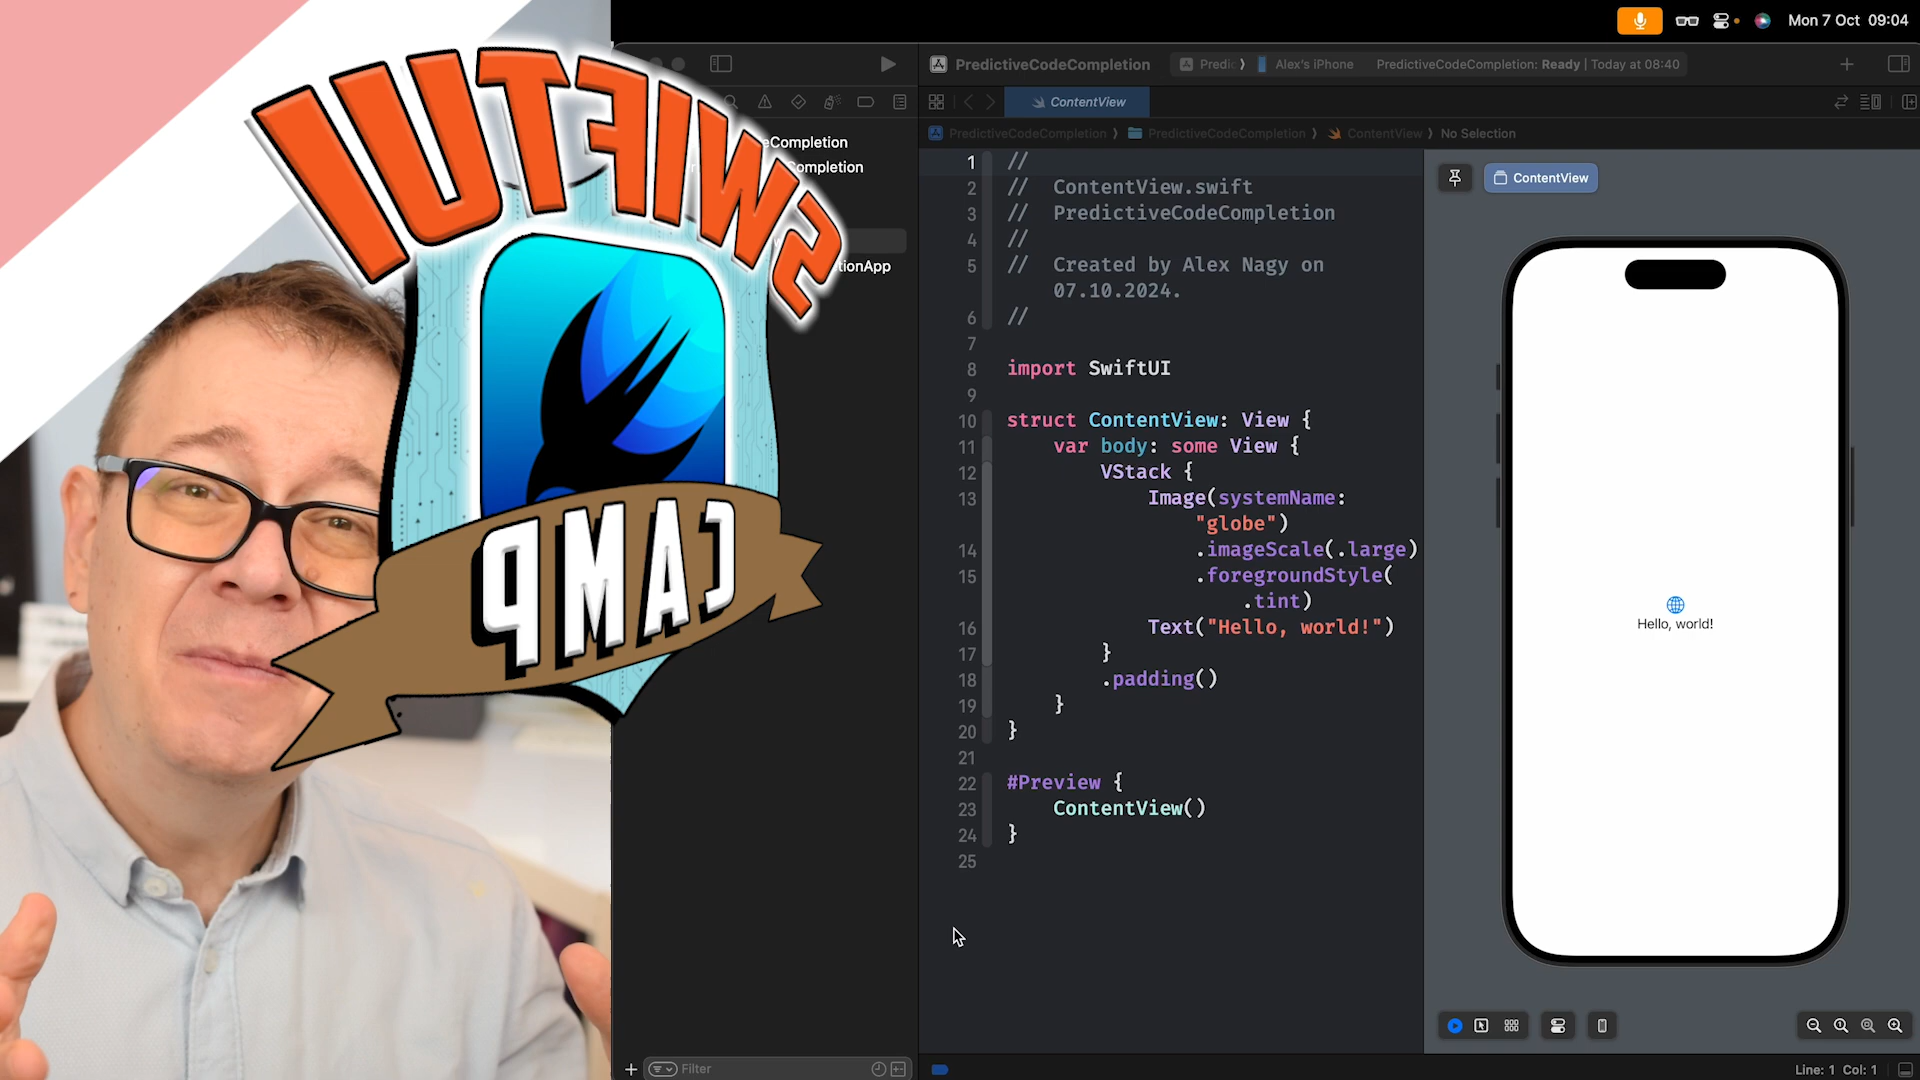 SWIFTUI
CAMP
Mon 7 Oct 09:04
PredictiveCodeCompletion
Predic
Alex's iPhone
PredictiveCodeCompletion: Ready | Today at 08:40
ContentView
PredictiveCodeCompletion
PredictiveCodeCompletion
ContentView
No Selection
eCompletion
Completion
tionApp
1 //
2 // ContentView.swift
3 // PredictiveCodeCompletion
4 //
5 // Created by Alex Nagy on
07.10.2024.
6 //
7
8 import SwiftUI
9
10 struct ContentView: View {
11 var body: some View {
12 VStack {
13 Image(systemName:
"globe")
14 .imageScale(.large)
15 .foregroundStyle(
.tint)
16 Text("Hello, world!")
17 }
18 .padding()
19 }
20 }
21
22 #Preview {
23 ContentView()
24 }
25
ContentView
Hello, world!
Filter
Line: 1 Col: 1